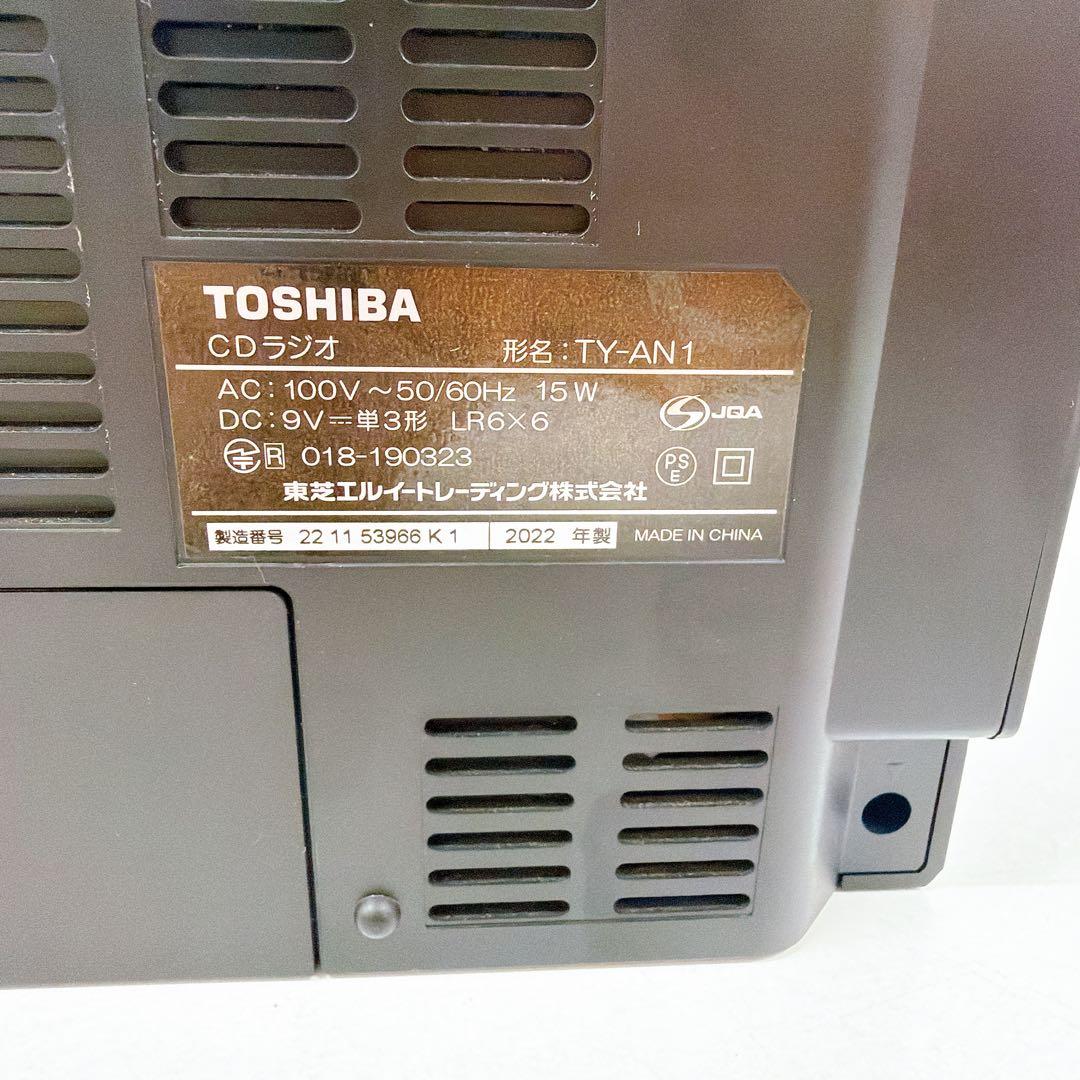 TOSHIBA
CDラジオ 形名：TY-AN1
AC：100V～50/60Hz 15W
DC：9V⎓単3形 LR6×6
JQA
R 018-190323
PSE
東芝エルイートレーディング株式会社
製造番号 22 11 53966 K 1 2022 年製 MADE IN CHINA